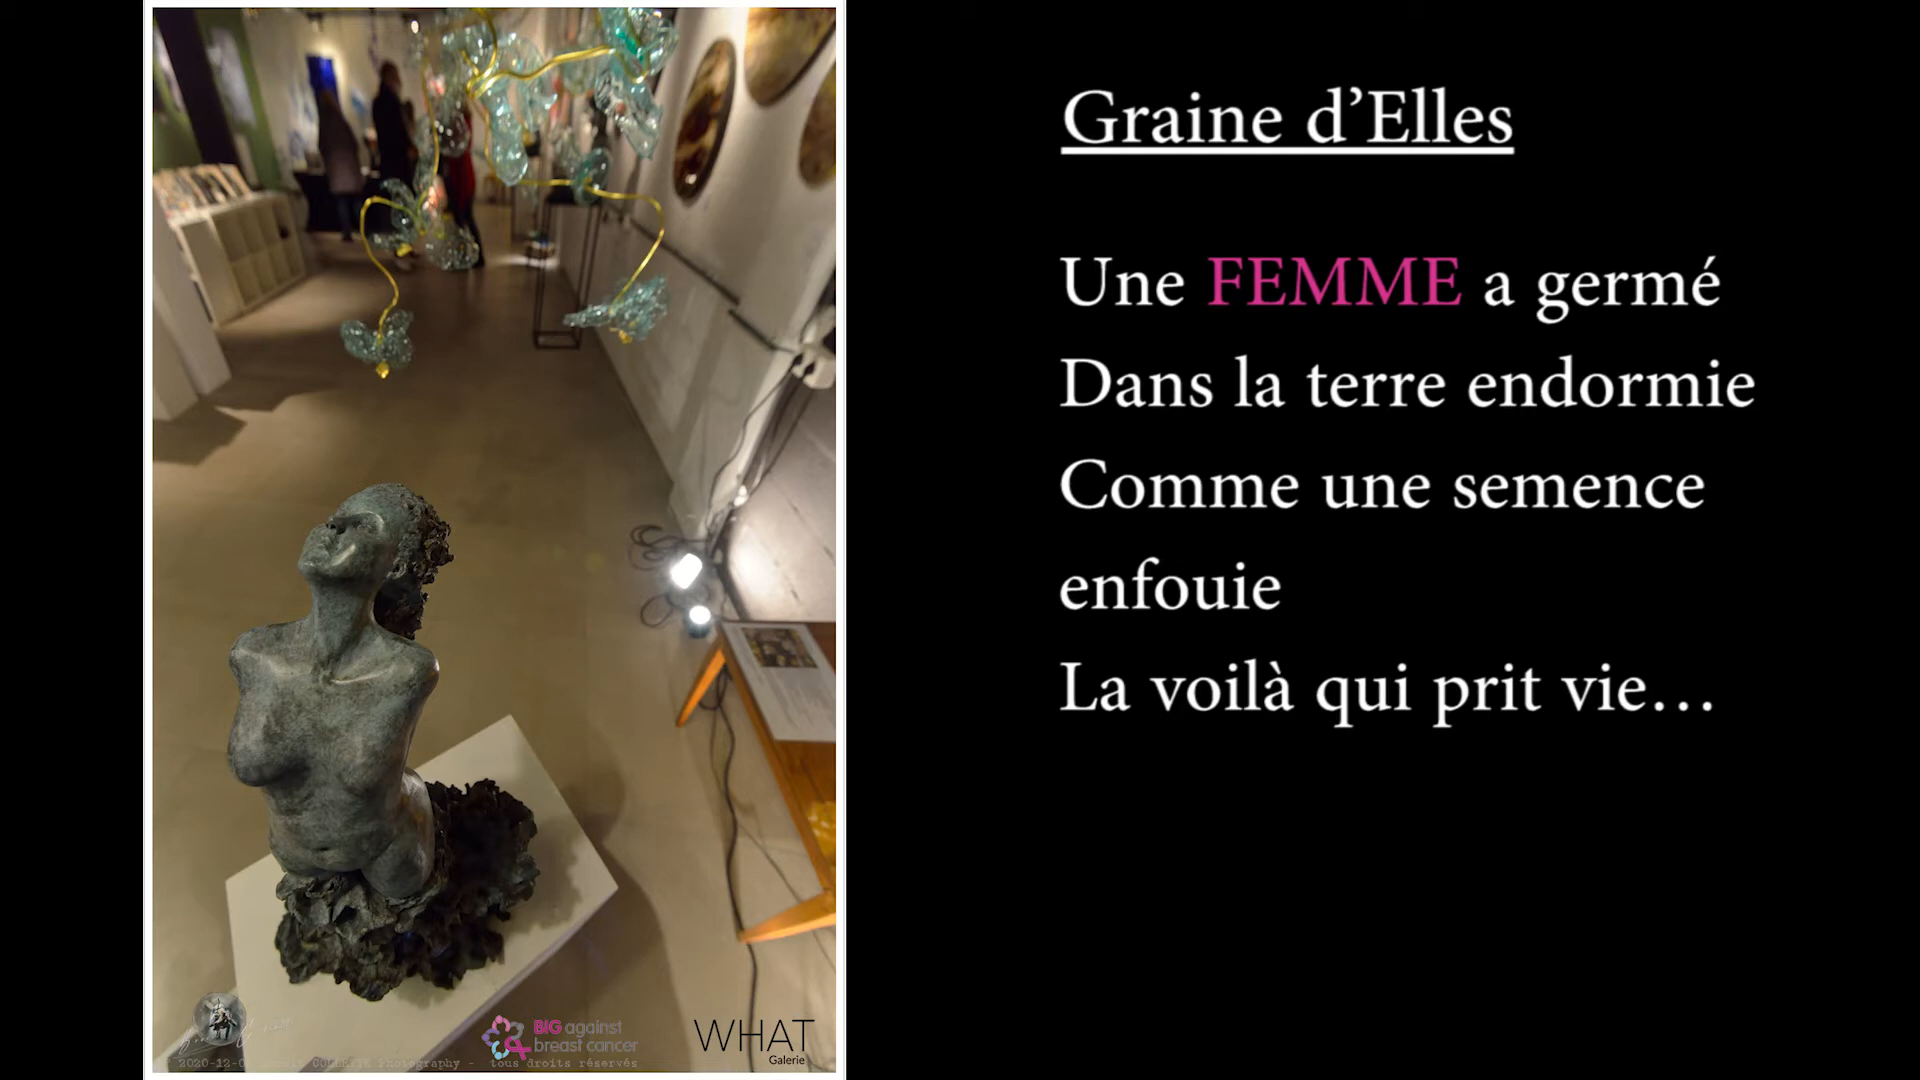 Graine d’Elles
Une FEMME a germé
Dans la terre endormie
Comme une semence
enfouie
La voilà qui prit vie…
BIG against
breast cancer
WHAT
Galerie
Photography - tous droits réservés